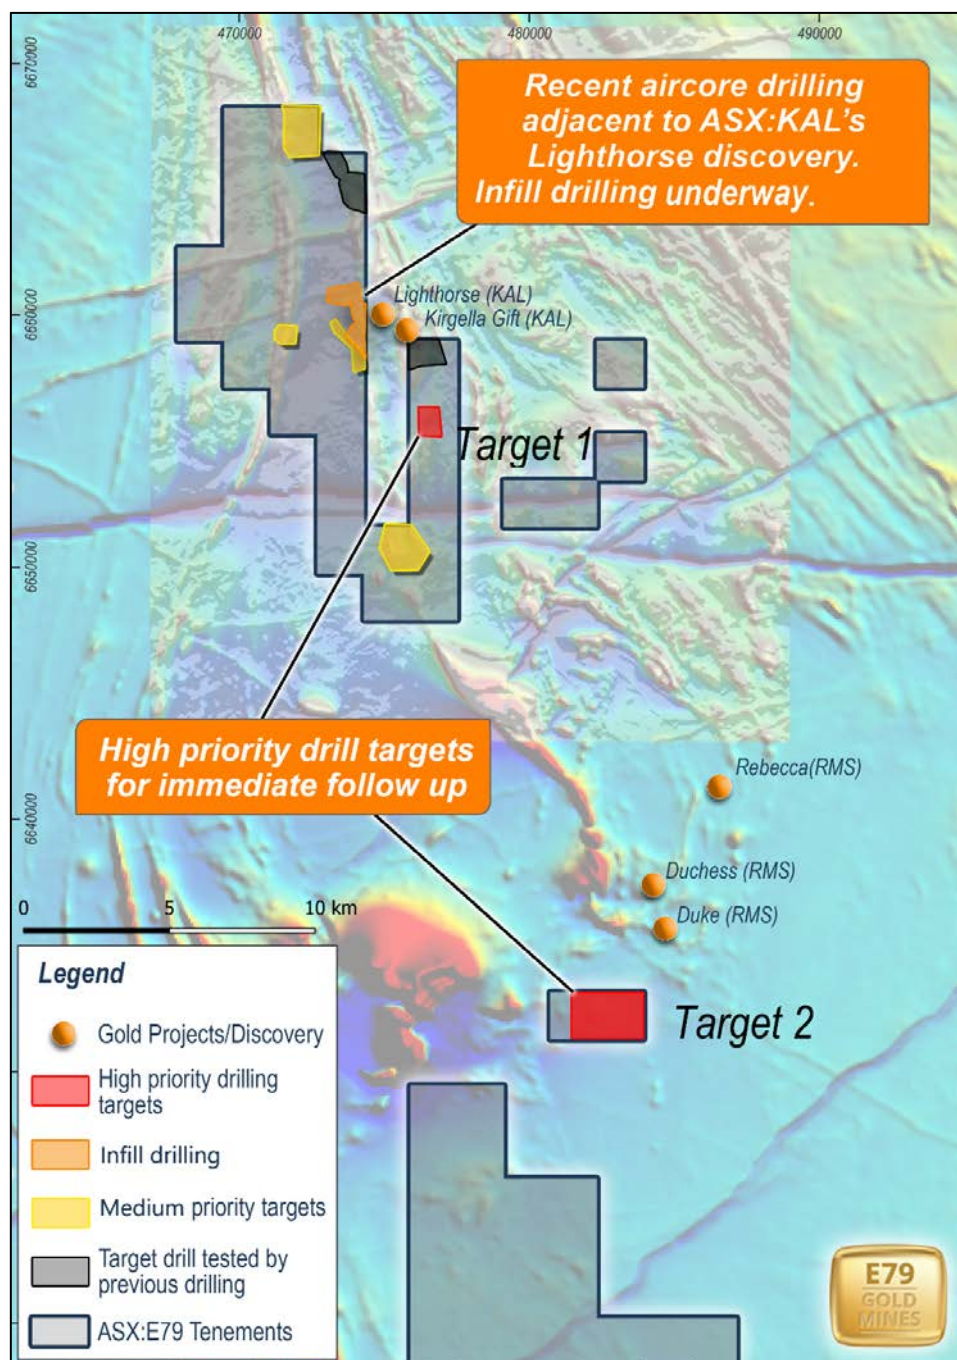 470000
480000
490000
6670000
Recent aircore drilling
adjacent to ASX:KAL's
Lighthorse discovery.
Infill drilling underway.
Lighthorse (KAL)
6660000
Kirgella Gift (KAL)
Target 1
6650000
High priority drill targets
for immediate follow up
Rebecca(RMS)
6640000
Duchess (RMS)
0 5 10 km
Duke (RMS)
Target 2
Legend
Gold Projects/Discovery
High priority drilling
targets
Infill drilling
Medium priority targets
Target drill tested by
previous drilling
ASX:E79 Tenements
E79
GOLD
MINES